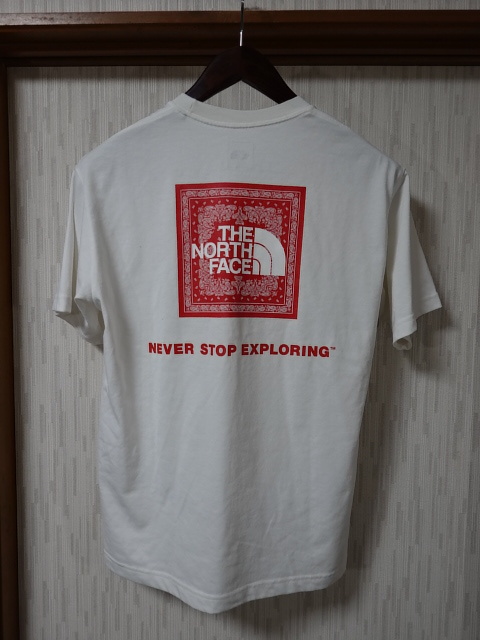 THE
NORTH
FACE
NEVER STOP EXPLORING™